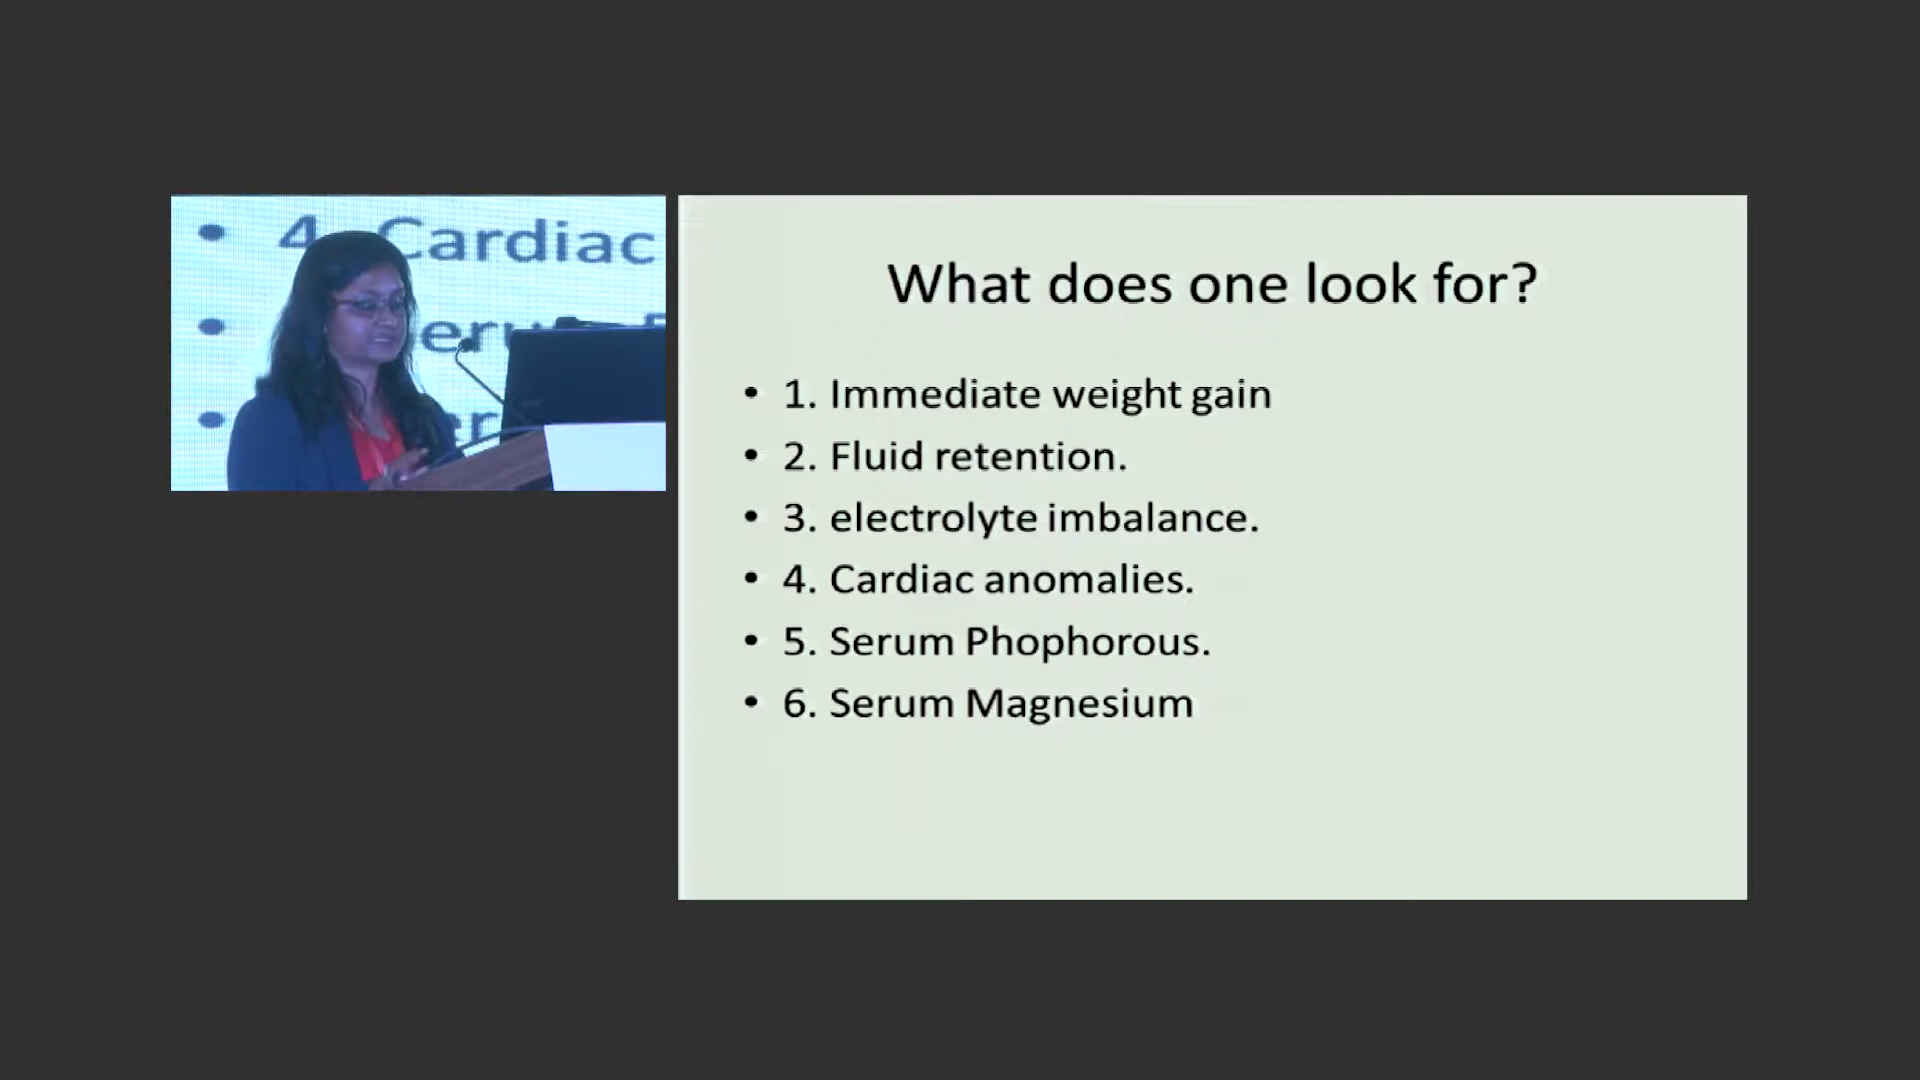 • 4. Cardiac
• 
• 
What does one look for?
• 1. Immediate weight gain
• 2. Fluid retention.
• 3. electrolyte imbalance.
• 4. Cardiac anomalies.
• 5. Serum Phophorous.
• 6. Serum Magnesium